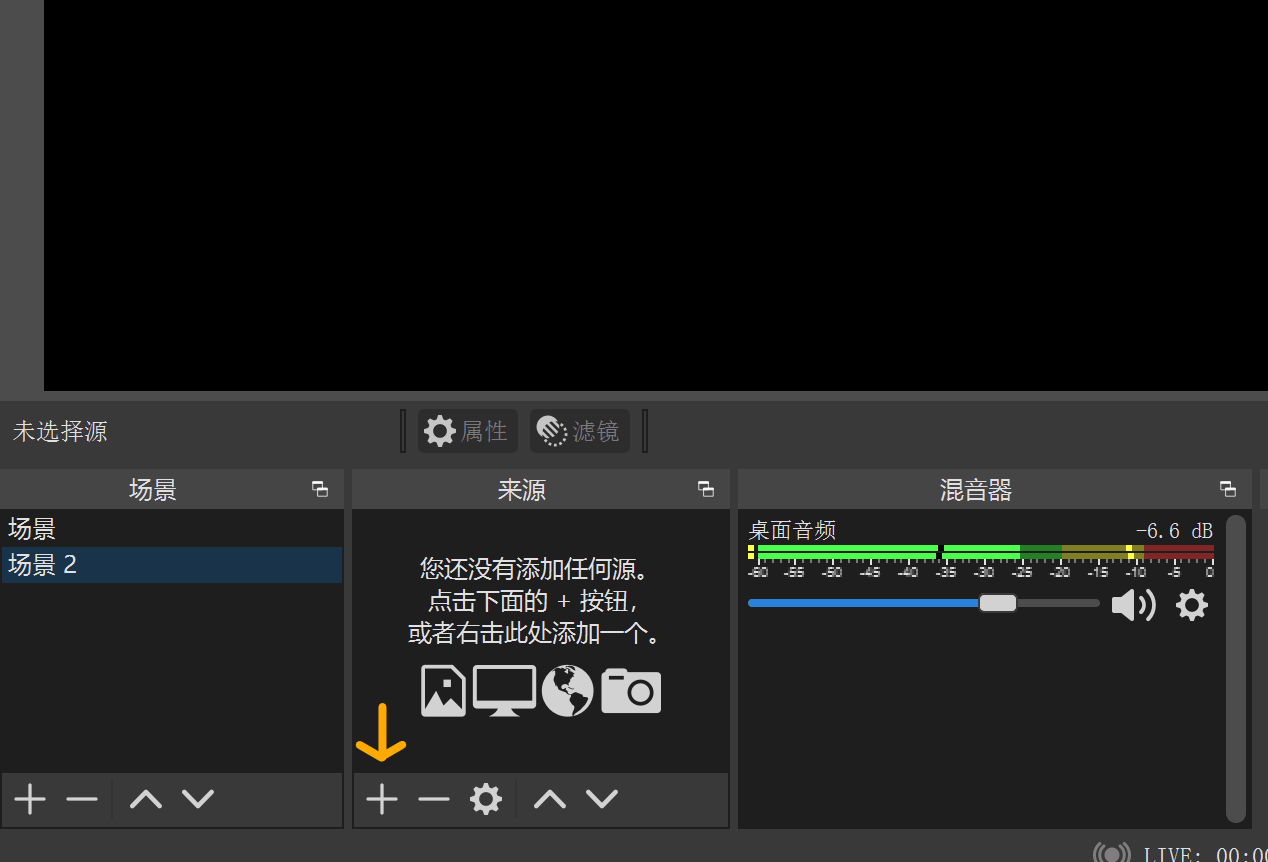 未选择源
属性
滤镜
场景
来源
混音器
场景
场景 2
您还没有添加任何源。
点击下面的 + 按钮，
或者右击此处添加一个。
桌面音频
-6.6 dB
-60 -55 -50 -45 -40 -35 -30 -25 -20 -15 -10 -5 0
LIVE: 00:0